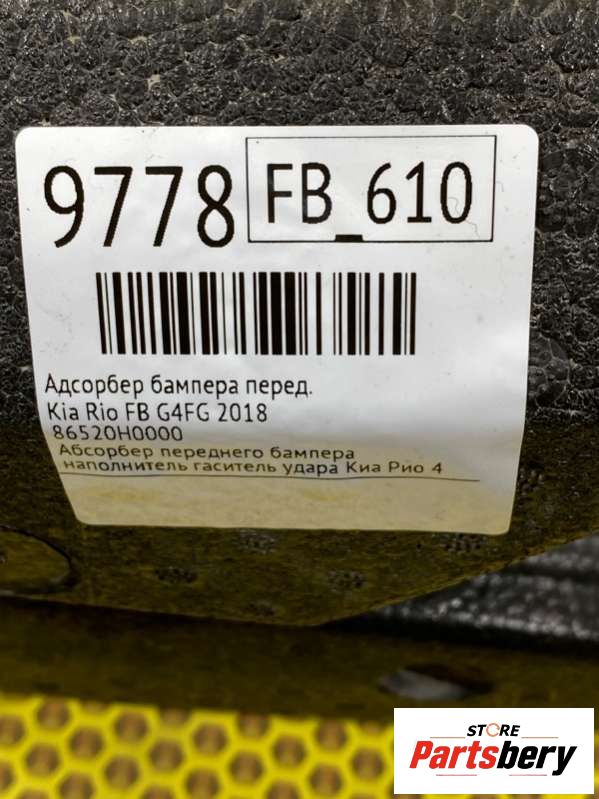 9778 FB_610
Адсорбер бампера перед.
Kia Rio FB G4FG 2018
86520H0000
Абсорбер переднего бампера
наполнитель гаситель удара Киа Рио 4
STORE
Partsbery